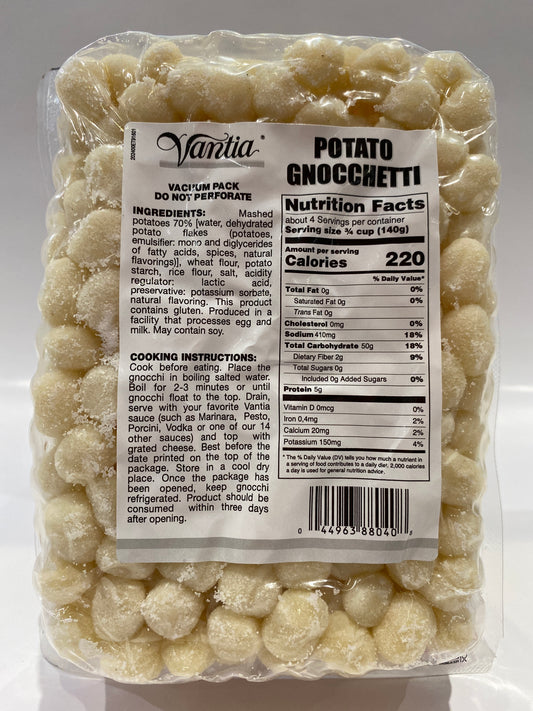 Vantia®
VACUUM PACK
DO NOT PERFORATE
INGREDIENTS: Mashed
potatoes 70% [water, dehydrated
potato flakes (potatoes,
emulsifier: mono and diglycerides
of fatty acids, spices, natural
flavorings)], wheat flour, potato
starch, rice flour, salt, acidity
regulator: lactic acid,
preservative: potassium sorbate,
natural flavoring. This product
contains gluten. Produced in a
facility that processes egg and
milk. May contain soy.
COOKING INSTRUCTIONS:
Cook before eating. Place the
gnocchi in boiling salted water.
Boil for 2-3 minutes or until
gnocchi float to the top. Drain,
serve with your favorite Vantia
sauce (such as Marinara, Pesto,
Porcini, Vodka or one of our 14
other sauces) and top with
grated cheese. Best before the
date printed on the top of the
package. Store in a cool dry
place. Once the package has
been opened, keep gnocchi
refrigerated. Product should be
consumed within three days
after opening.
POTATO
GNOCCHETTI
Nutrition Facts
about 4 Servings per container
Serving size ¾ cup (140g)
Amount per serving
Calories 220
% Daily Value*
Total Fat 0g 0%
Saturated Fat 0g 0%
Trans Fat 0g
Cholesterol 0mg 0%
Sodium 410mg 18%
Total Carbohydrate 50g 18%
Dietary Fiber 2g 9%
Total Sugars 0g
Included 0g Added Sugars 0%
Protein 5g
Vitamin D 0mcg 0%
Iron 0,4mg 2%
Calcium 20mg 2%
Potassium 150mg 4%
* The % Daily Value (DV) tells you how much a nutrient in
a serving of food contributes to a daily diet, 2,000 calories
a day is used for general nutrition advice.
0 44963 88040 5